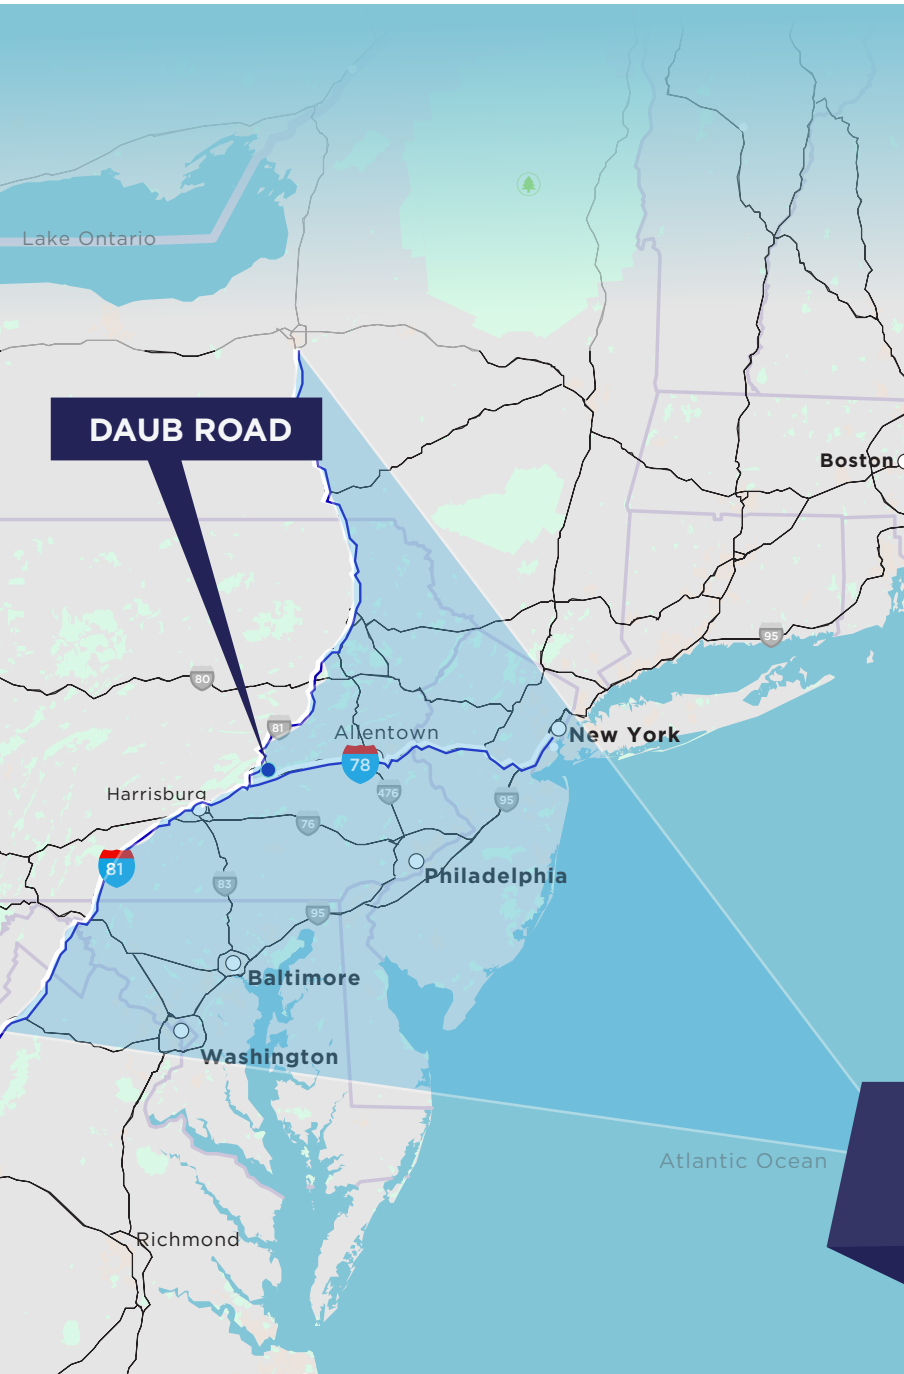 Lake Ontario
DAUB ROAD
Boston
95
80
81
Allentown
New York
78
Harrisburg
476
95
76
81
Philadelphia
83
95
Baltimore
Washington
Atlantic Ocean
Richmond